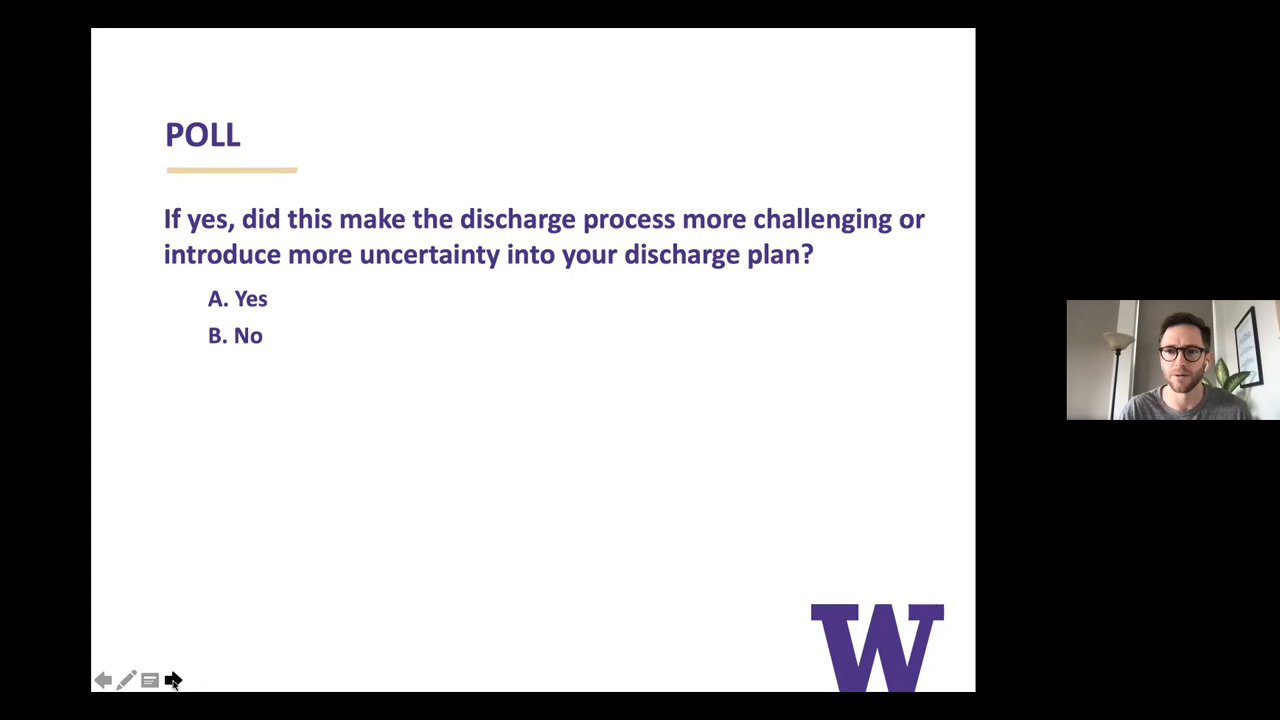 POLL
If yes, did this make the discharge process more challenging or
introduce more uncertainty into your discharge plan?
A. Yes
B. No
W